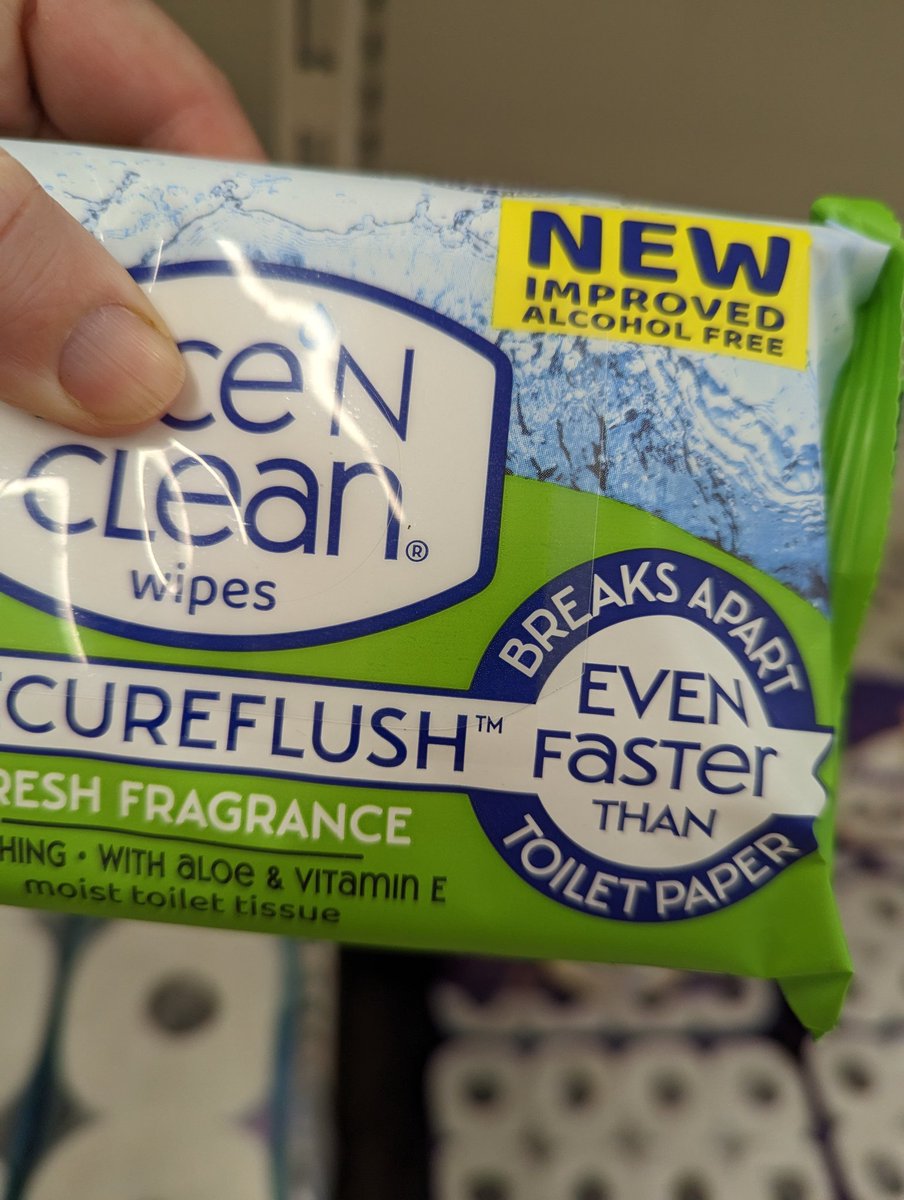 NEW
IMPROVED
ALCOHOL FREE
ce'N
CLean®
wipes
CUREFLUSH™
BREAKS APART
EVEN
FaSTer
THAN
TOILET PAPER
RESH FRAGRANCE
HING • WITH aLOe & VITamin E
moist toilet tissue